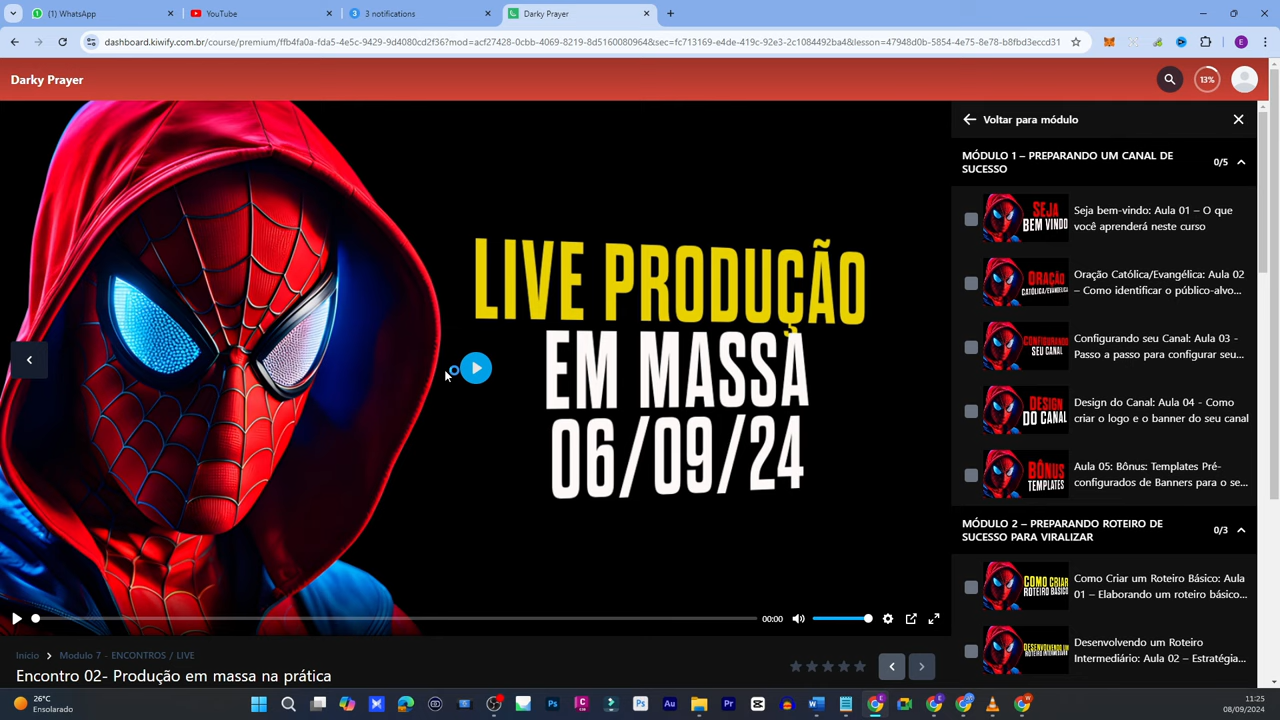 (1) WhatsApp
YouTube
3 notifications
Darky Prayer
dashboard.kiwify.com.br/course/premium/ffb4fa0a-fda5-4e5c-9429-9d4080cd2f36?mod=acf27428-0cbb-4069-8219-8d5160080964&sec=fc713169-e4de-419c-92e3-2c1084492ba4&lesson=47948d0b-5854-4e75-8e78-b8fbd3eccd31
Darky Prayer
13%
LIVE PRODUÇÃO
EM MASSA
06/09/24
00:00
Início
Modulo 7 - ENCONTROS / LIVE
Encontro 02- Produção em massa na prática
Voltar para módulo
MÓDULO 1 – PREPARANDO UM CANAL DE
SUCESSO
0/5
SEJA
BEM VINDO
Seja bem-vindo: Aula 01 – O que
você aprenderá neste curso
ORAÇÃO
CATÓLICA/EVANGÉLICA
Oração Católica/Evangélica: Aula 02
– Como identificar o público-alvo...
CONFIGURANDO
SEU CANAL
Configurando seu Canal: Aula 03 -
Passo a passo para configurar seu...
DESIGN
DO CANAL
Design do Canal: Aula 04 - Como
criar o logo e o banner do seu canal
BÔNUS
TEMPLATES
Aula 05: Bônus: Templates Pré-
configurados de Banners para o se...
MÓDULO 2 – PREPARANDO ROTEIRO DE
SUCESSO PARA VIRALIZAR
0/3
COMO CRIAR
ROTEIRO BÁSICO
Como Criar um Roteiro Básico: Aula
01 – Elaborando um roteiro básico...
DESENVOLVENDO UM
Desenvolvendo um Roteiro
Intermediário: Aula 02 – Estratégia...
26°C
Ensolarado
11:25
08/09/2024